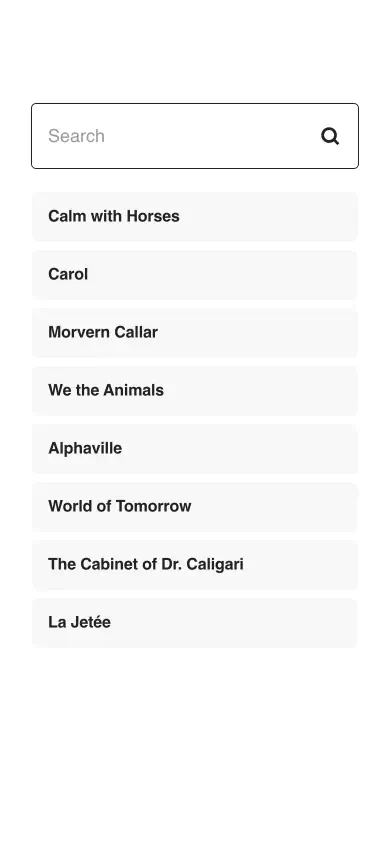 Search
Calm with Horses
Carol
Morvern Callar
We the Animals
Alphaville
World of Tomorrow
The Cabinet of Dr. Caligari
La Jetée